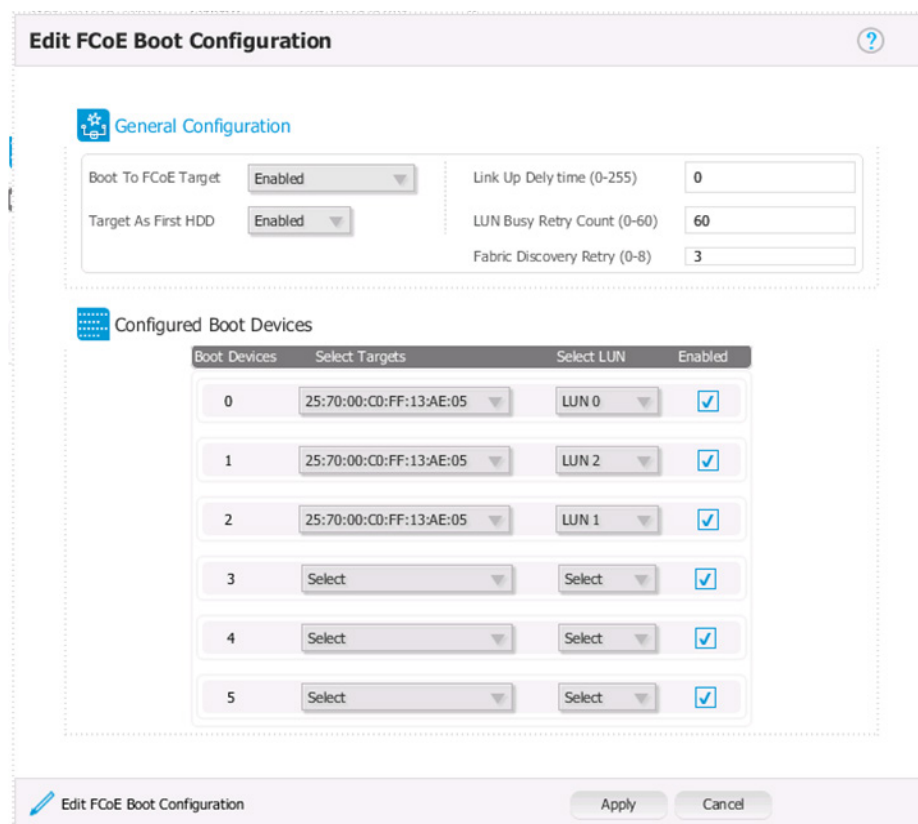 Edit FCoE Boot Configuration
?
General Configuration
Boot To FCoE Target Enabled Link Up Dely time (0-255) 0
Target As First HDD Enabled LUN Busy Retry Count (0-60) 60
Fabric Discovery Retry (0-8) 3
Configured Boot Devices
Boot Devices Select Targets Select LUN Enabled
0 25:70:00:C0:FF:13:AE:05 LUN 0
1 25:70:00:C0:FF:13:AE:05 LUN 2
2 25:70:00:C0:FF:13:AE:05 LUN 1
3 Select Select
4 Select Select
5 Select Select
Edit FCoE Boot Configuration Apply Cancel